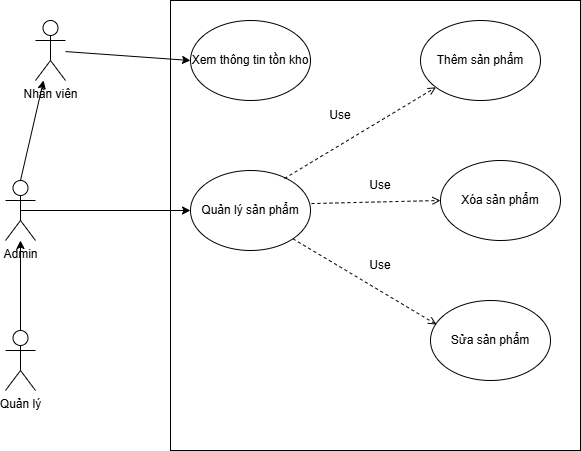 Nhân viên
Xem thông tin tồn kho
Thêm sản phẩm
Use
Admin
Quản lý sản phẩm
Use
Xóa sản phẩm
Use
Sửa sản phẩm
Quản lý